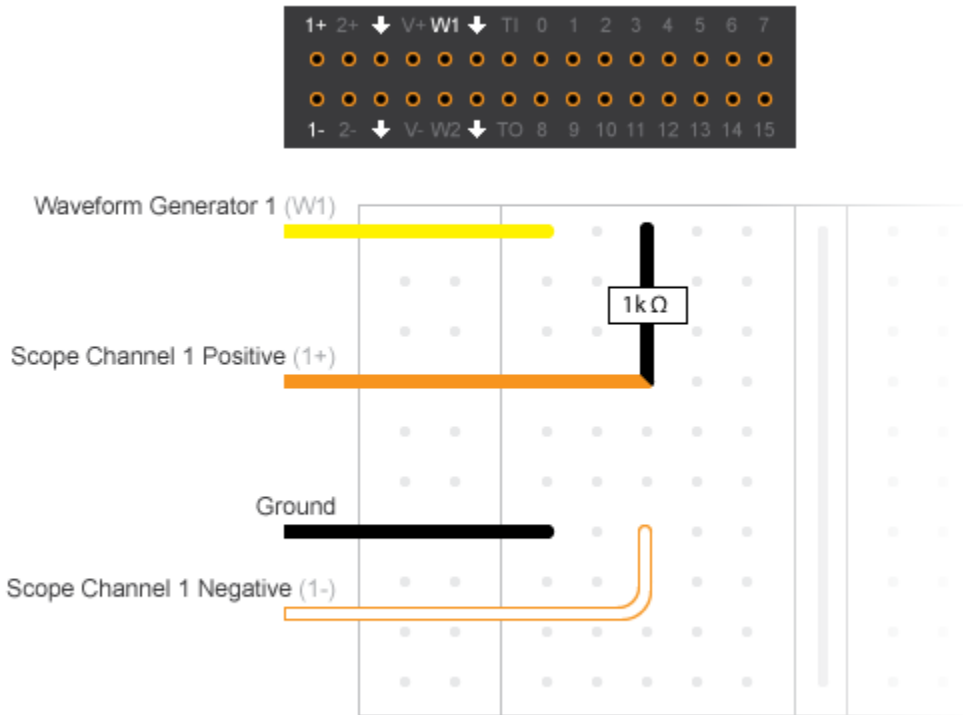 1+ 2+ V+ W1 TI 0 1 2 3 4 5 6 7
1- 2- V- W2 TO 8 9 10 11 12 13 14 15
Waveform Generator 1 (W1)
1k Ω
Scope Channel 1 Positive (1+)
Ground
Scope Channel 1 Negative (1-)